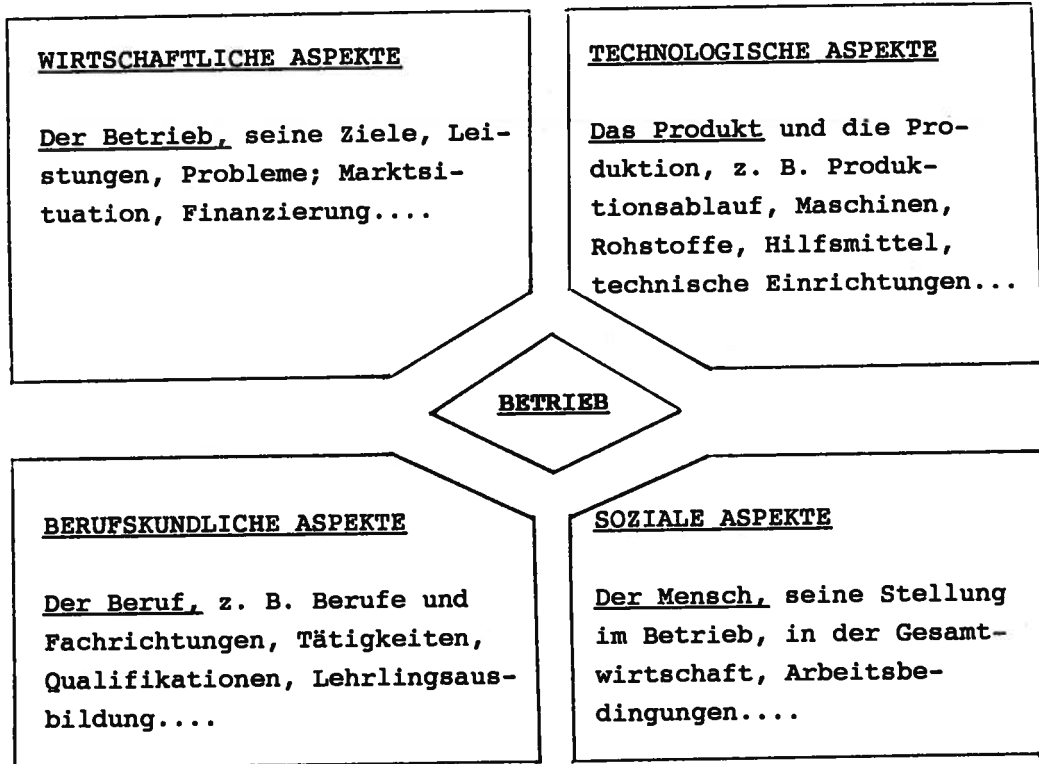 WIRTSCHAFTLICHE ASPEKTE
Der Betrieb, seine Ziele, Lei-
stungen, Probleme; Marktsi-
tuation, Finanzierung....
TECHNOLOGISCHE ASPEKTE
Das Produkt und die Pro-
duktion, z. B. Produk-
tionsablauf, Maschinen,
Rohstoffe, Hilfsmittel,
technische Einrichtungen...
BETRIEB
BERUFSKUNDLICHE ASPEKTE
Der Beruf, z. B. Berufe und
Fachrichtungen, Tätigkeiten,
Qualifikationen, Lehrlingsaus-
bildung....
SOZIALE ASPEKTE
Der Mensch, seine Stellung
im Betrieb, in der Gesamt-
wirtschaft, Arbeitsbe-
dingungen....